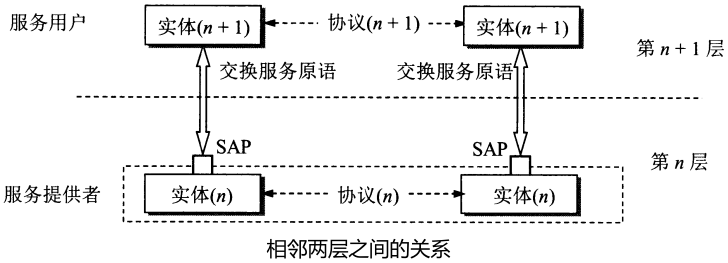 服务用户 实体(n + 1) 协议(n + 1) 实体(n + 1)
第 n + 1 层
交换服务原语 交换服务原语
SAP SAP
第 n 层
服务提供者 实体(n) 协议(n) 实体(n)
相邻两层之间的关系